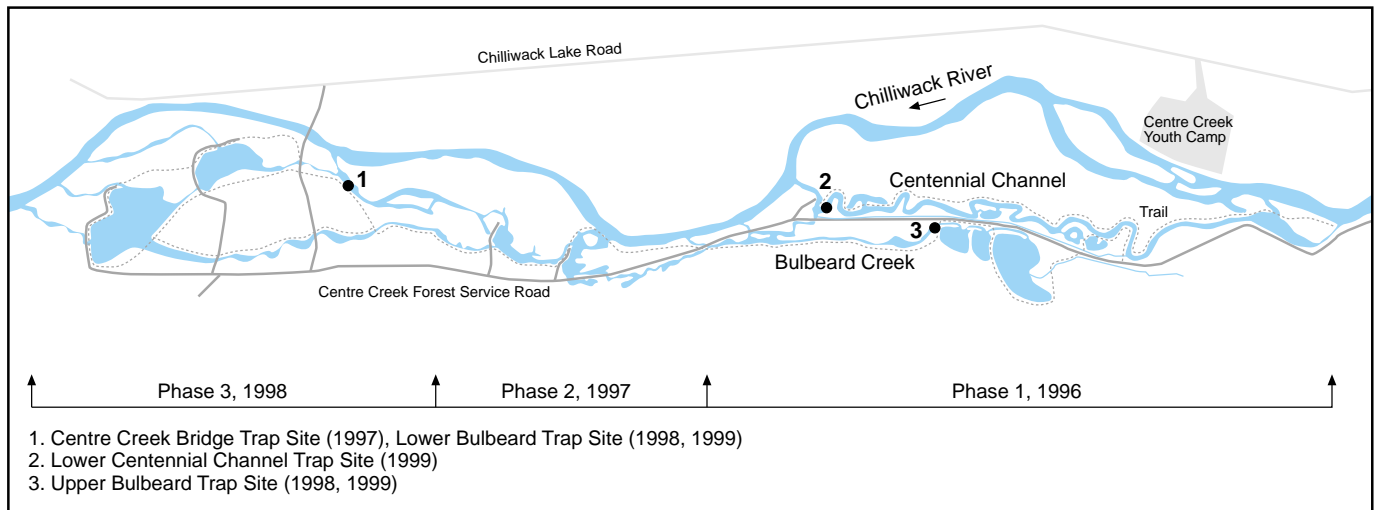 Chilliwack Lake Road
Chilliwack River
Centre Creek
Youth Camp
1
2
Centennial Channel
Trail
3
Bulbeard Creek
Centre Creek Forest Service Road
Phase 3, 1998
Phase 2, 1997
Phase 1, 1996
1. Centre Creek Bridge Trap Site (1997), Lower Bulbeard Trap Site (1998, 1999)
2. Lower Centennial Channel Trap Site (1999)
3. Upper Bulbeard Trap Site (1998, 1999)